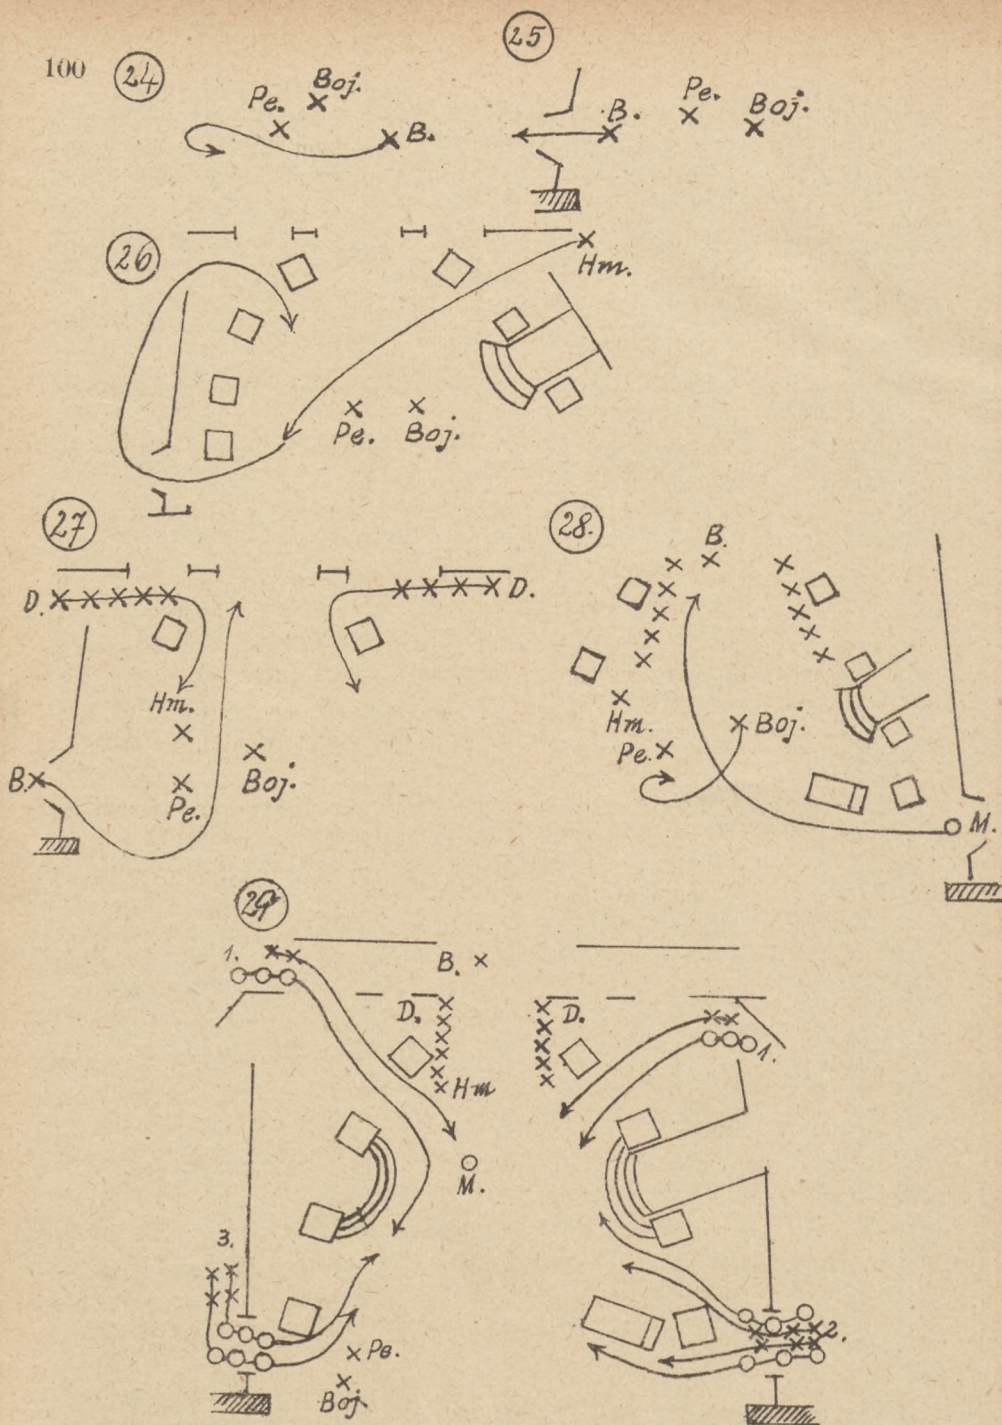 100
24
25
Pe. Boj.
B.
B. Pe. Boj.
26
Hm.
Pe. Boj.
27
D. D.
Hm.
B. Boj.
Pe.
28.
B.
Hm. Boj.
Pe.
M.
29
1. B.
D. D.
1.
Hm
M.
3.
2.
Pe.
Boj.